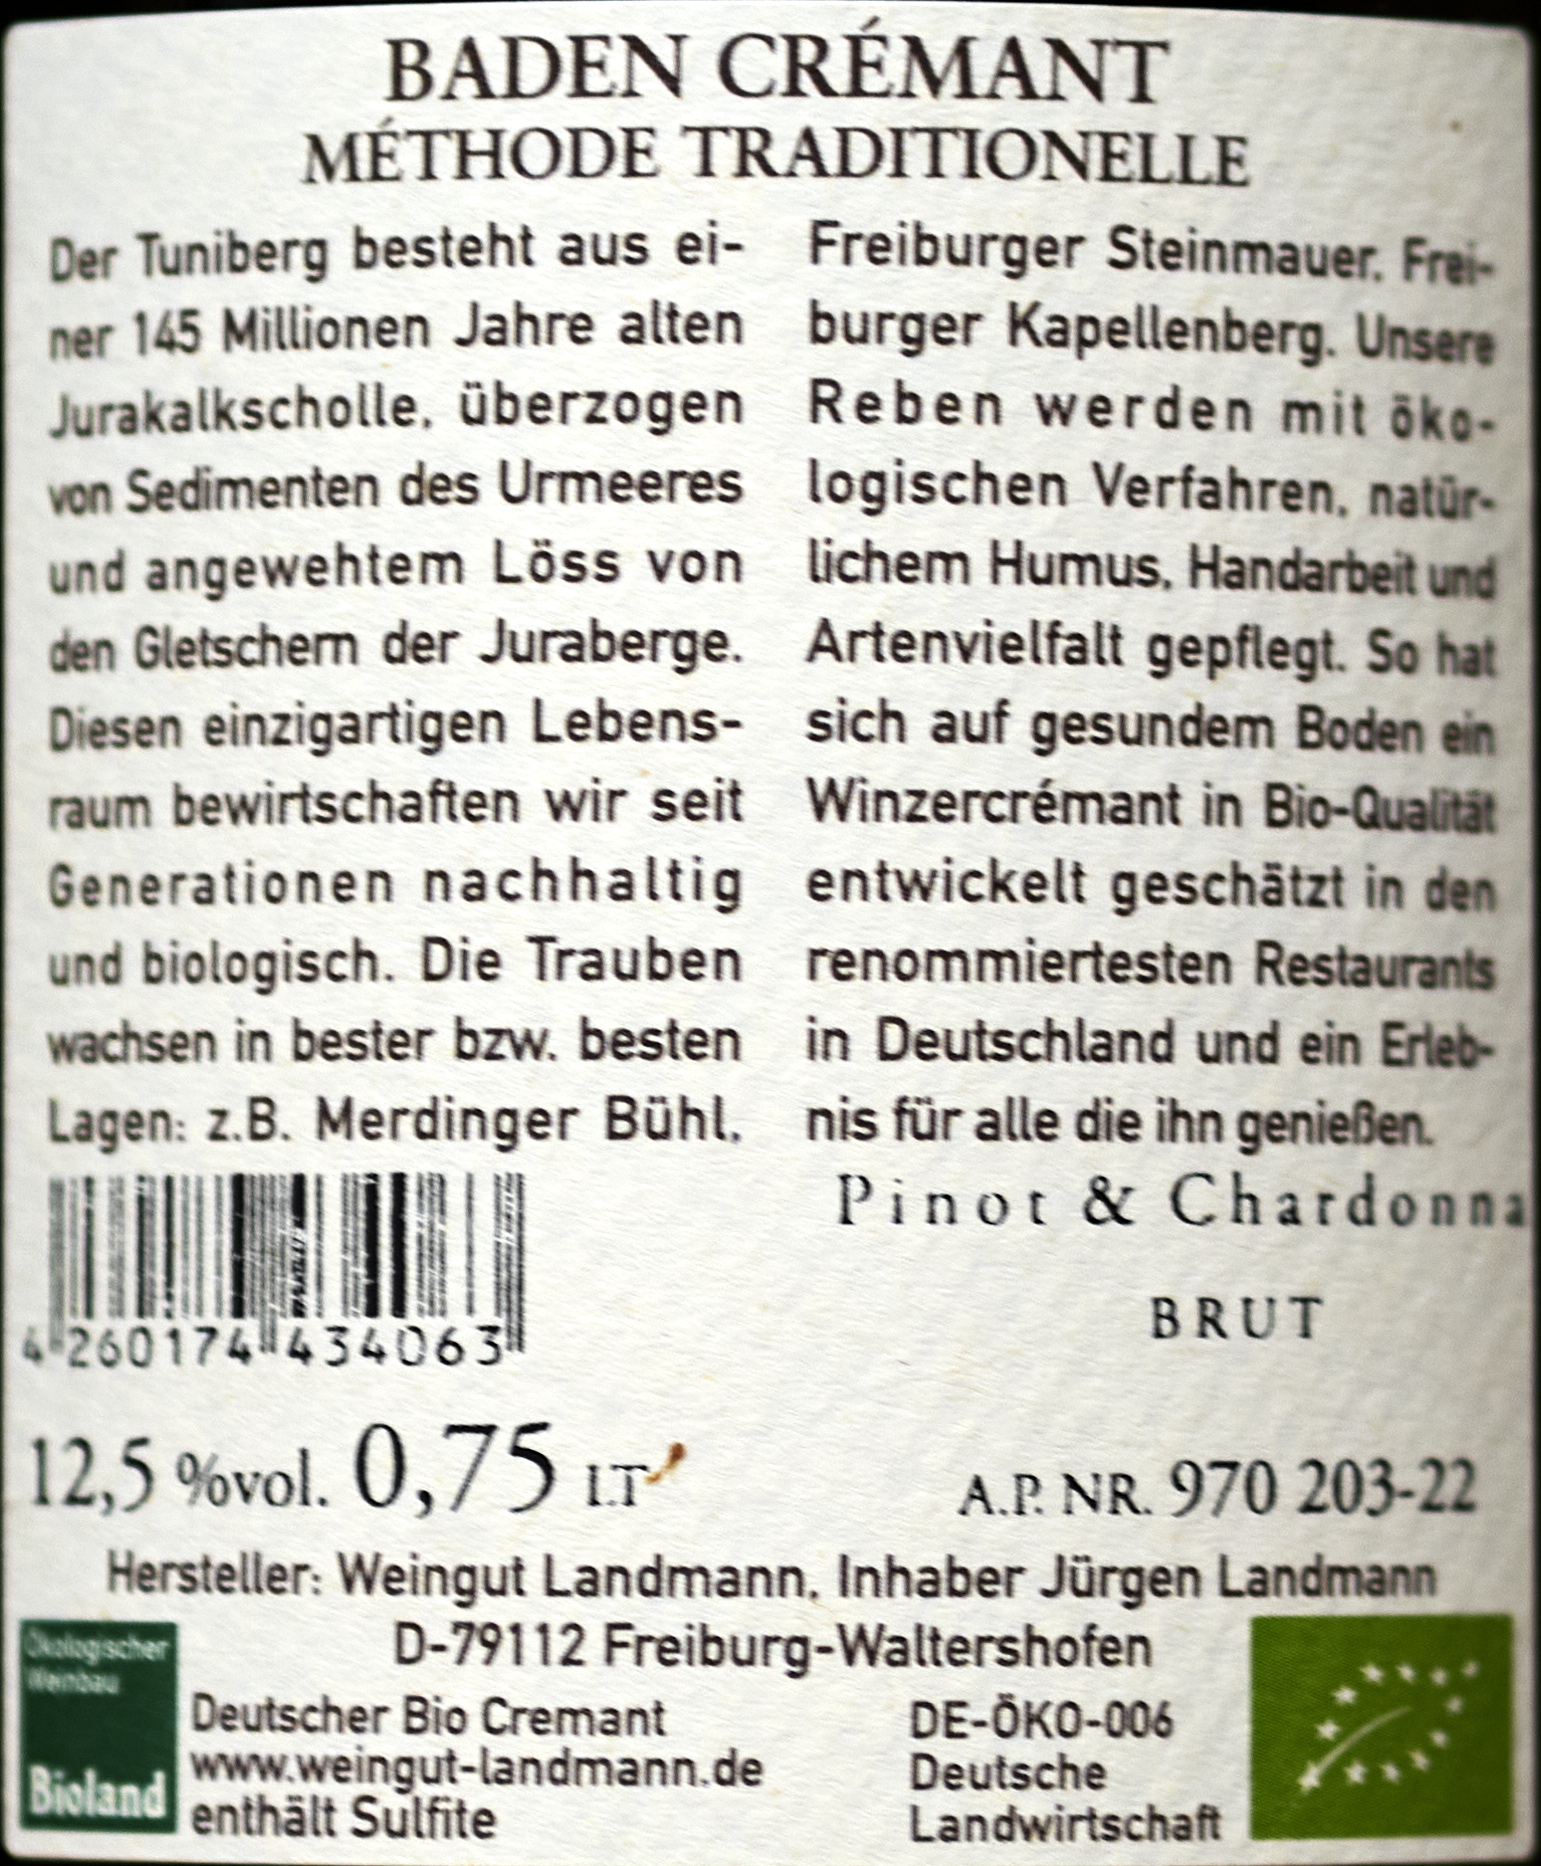 BADEN CRÉMANT
MÉTHODE TRADITIONELLE
Der Tuniberg besteht aus ei-
ner 145 Millionen Jahre alten
Jurakalkscholle, überzogen
von Sedimenten des Urmeeres
und angewehtem Löss von
den Gletschern der Juraberge.
Diesen einzigartigen Lebens-
raum bewirtschaften wir seit
Generationen nachhaltig
und biologisch. Die Trauben
wachsen in bester bzw. besten
Lagen: z.B. Merdinger Bühl,
Freiburger Steinmauer, Frei-
burger Kapellenberg. Unsere
Reben werden mit öko-
logischen Verfahren, natür-
lichem Humus, Handarbeit und
Artenvielfalt gepflegt. So hat
sich auf gesundem Boden ein
Winzercrémant in Bio-Qualität
entwickelt geschätzt in den
renommiertesten Restaurants
in Deutschland und ein Erleb-
nis für alle die ihn genießen.
Pinot & Chardonna
BRUT
4 260174 434063
12,5 %vol. 0,75 LT
A.P. NR. 970 203-22
Hersteller: Weingut Landmann, Inhaber Jürgen Landmann
D-79112 Freiburg-Waltershofen
Ökologischer
Weinbau
Bioland
Deutscher Bio Cremant
www.weingut-landmann.de
enthält Sulfite
DE-ÖKO-006
Deutsche
Landwirtschaft